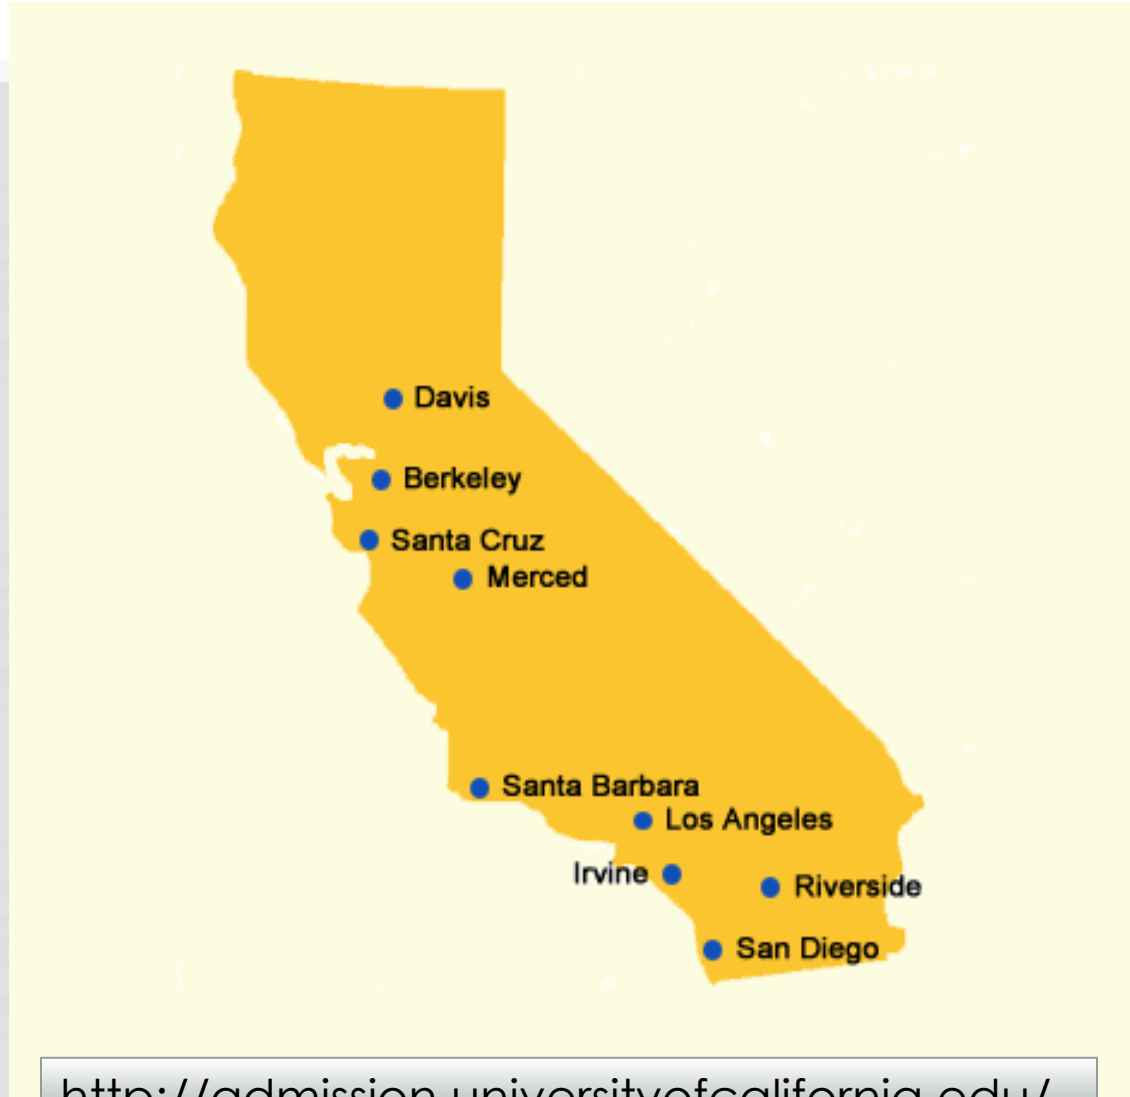 Davis
Berkeley
Santa Cruz
Merced
Santa Barbara
Los Angeles
Irvine
Riverside
San Diego
http://admission.universityofcalifornia.edu/